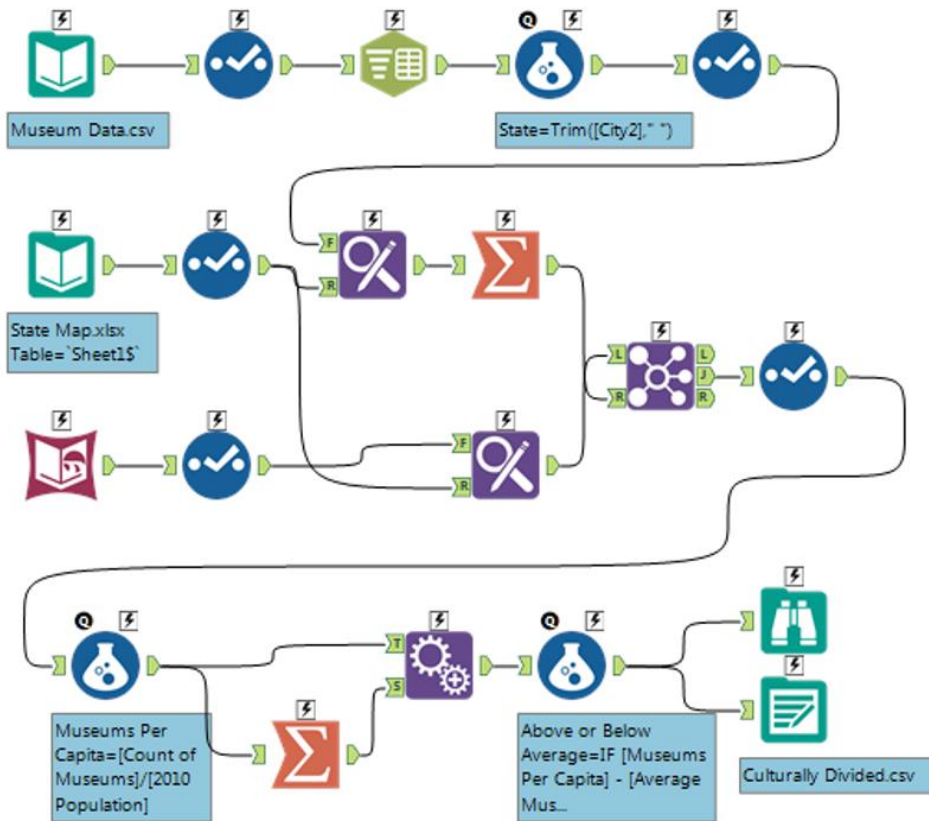 Q
Museum Data.csv
State=Trim([City2]," ")
F
R
State Map.xlsx
Table=`Sheet1$`
L
R
L
J
R
F
R
Q
T
S
Q
Museums Per
Capita=[Count of
Museums]/[2010
Population]
Σ
Above or Below
Average=IF [Museums
Per Capita] - [Average
Mus...
Culturally Divided.csv